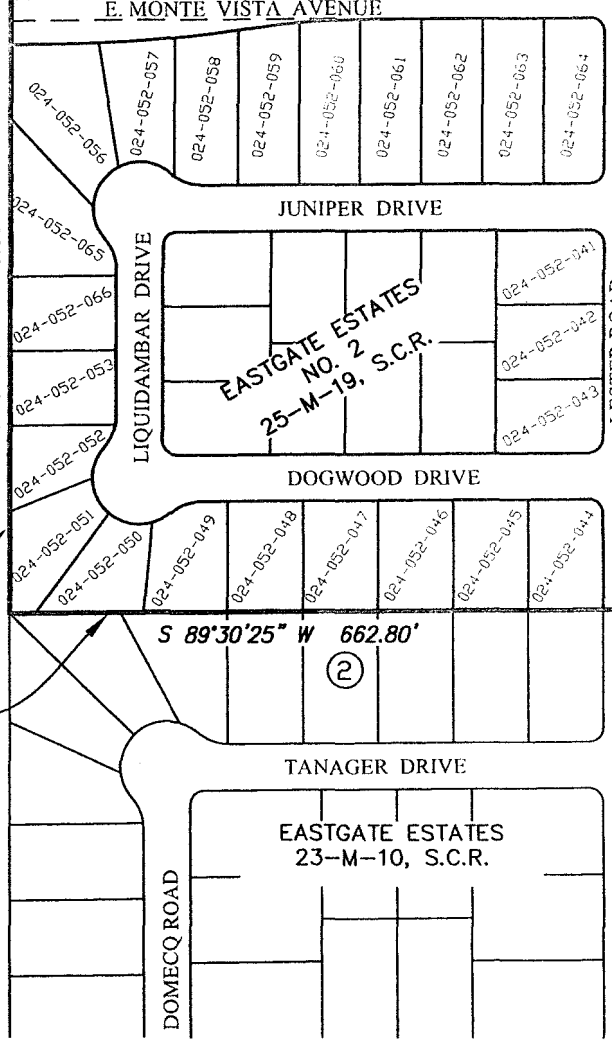 E. MONTE VISTA AVENUE
024-052-056
024-052-057
024-052-058
024-052-059
024-052-060
024-052-061
024-052-062
024-052-063
024-052-064
JUNIPER DRIVE
024-052-065
024-052-066
024-052-053
024-052-052
024-052-051
024-052-050
LIQUIDAMBAR DRIVE
EASTGATE ESTATES
NO. 2
25-M-19, S.C.R.
024-052-041
024-052-042
024-052-043
DOGWOOD DRIVE
024-052-049
024-052-048
024-052-047
024-052-046
024-052-045
024-052-044
S 89°30'25" W 662.80'
2
TANAGER DRIVE
EASTGATE ESTATES
23-M-10, S.C.R.
DOMECQ ROAD